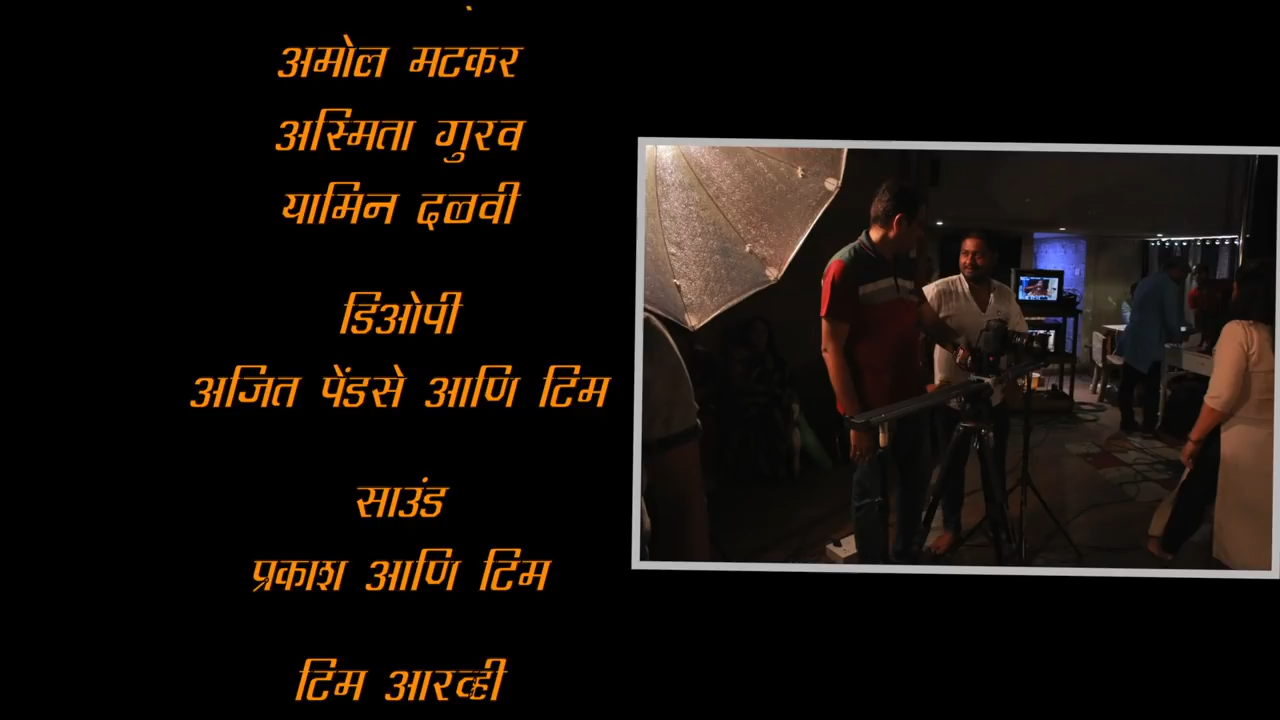 अमोल मटकर
अस्मिता गुरव
यामिन दळवी
डिओपी
अजित पेंडसे आणि टिम
साउंड
प्रकाश आणि टिम
टिम आरव्ही